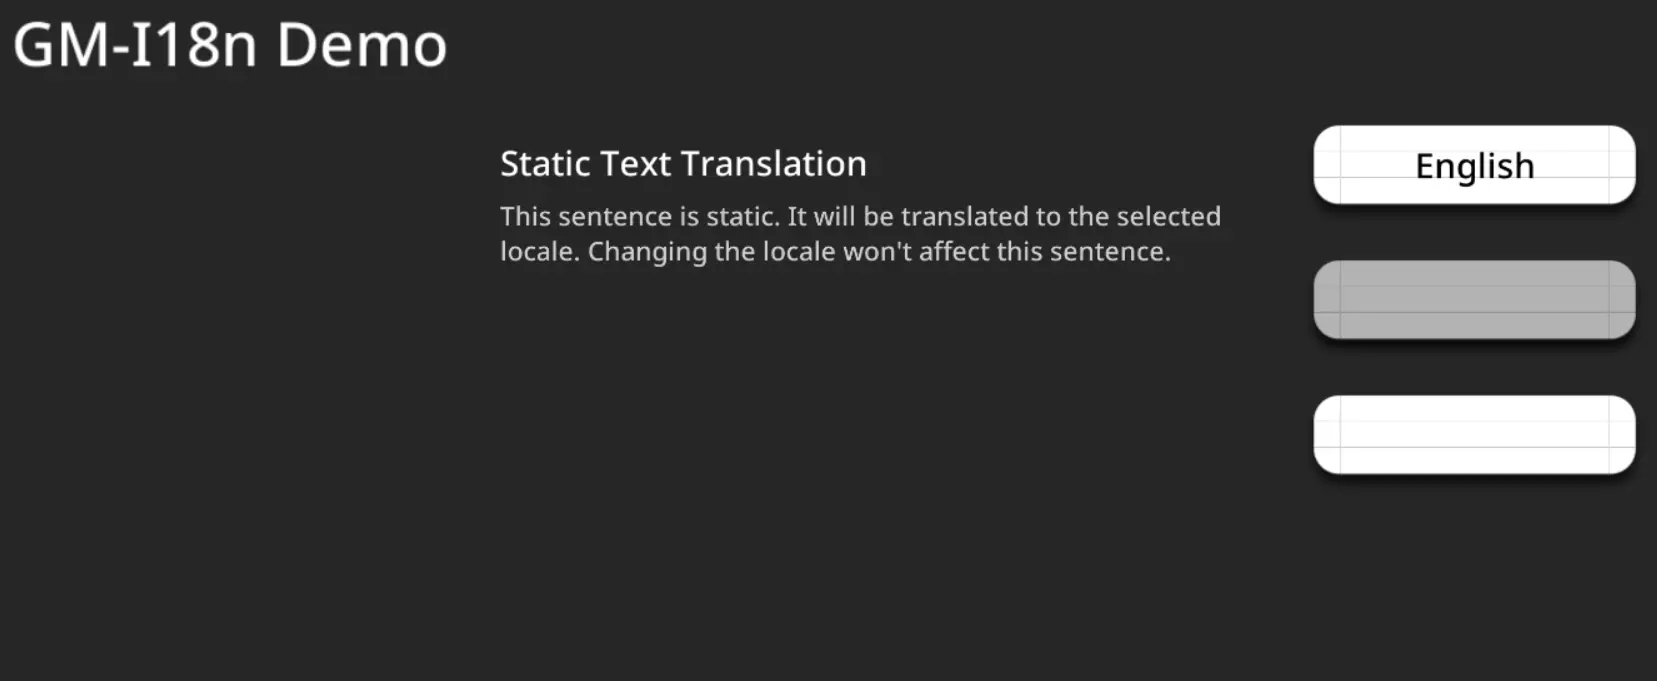 GM-I18n Demo
Static Text Translation
This sentence is static. It will be translated to the selected
locale. Changing the locale won't affect this sentence.
English